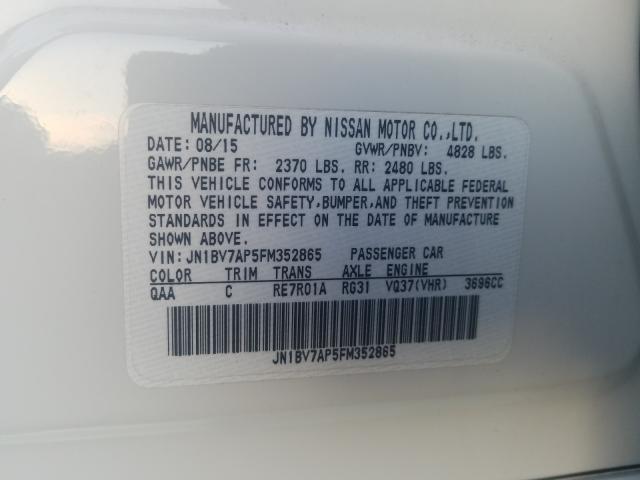 MANUFACTURED BY NISSAN MOTOR CO.,LTD.
DATE: 08/15 GVWR/PNBV: 4828 LBS.
GAWR/PNBE FR: 2370 LBS. RR: 2480 LBS.
THIS VEHICLE CONFORMS TO ALL APPLICABLE FEDERAL
MOTOR VEHICLE SAFETY,BUMPER,AND THEFT PREVENTION
STANDARDS IN EFFECT ON THE DATE OF MANUFACTURE
SHOWN ABOVE.
VIN:JN1BV7AP5FM352865 PASSENGER CAR
COLOR TRIM TRANS AXLE ENGINE
QAA C RE7R01A RG31 VQ37(VHR) 3696CC
JN1BV7AP5FM352865